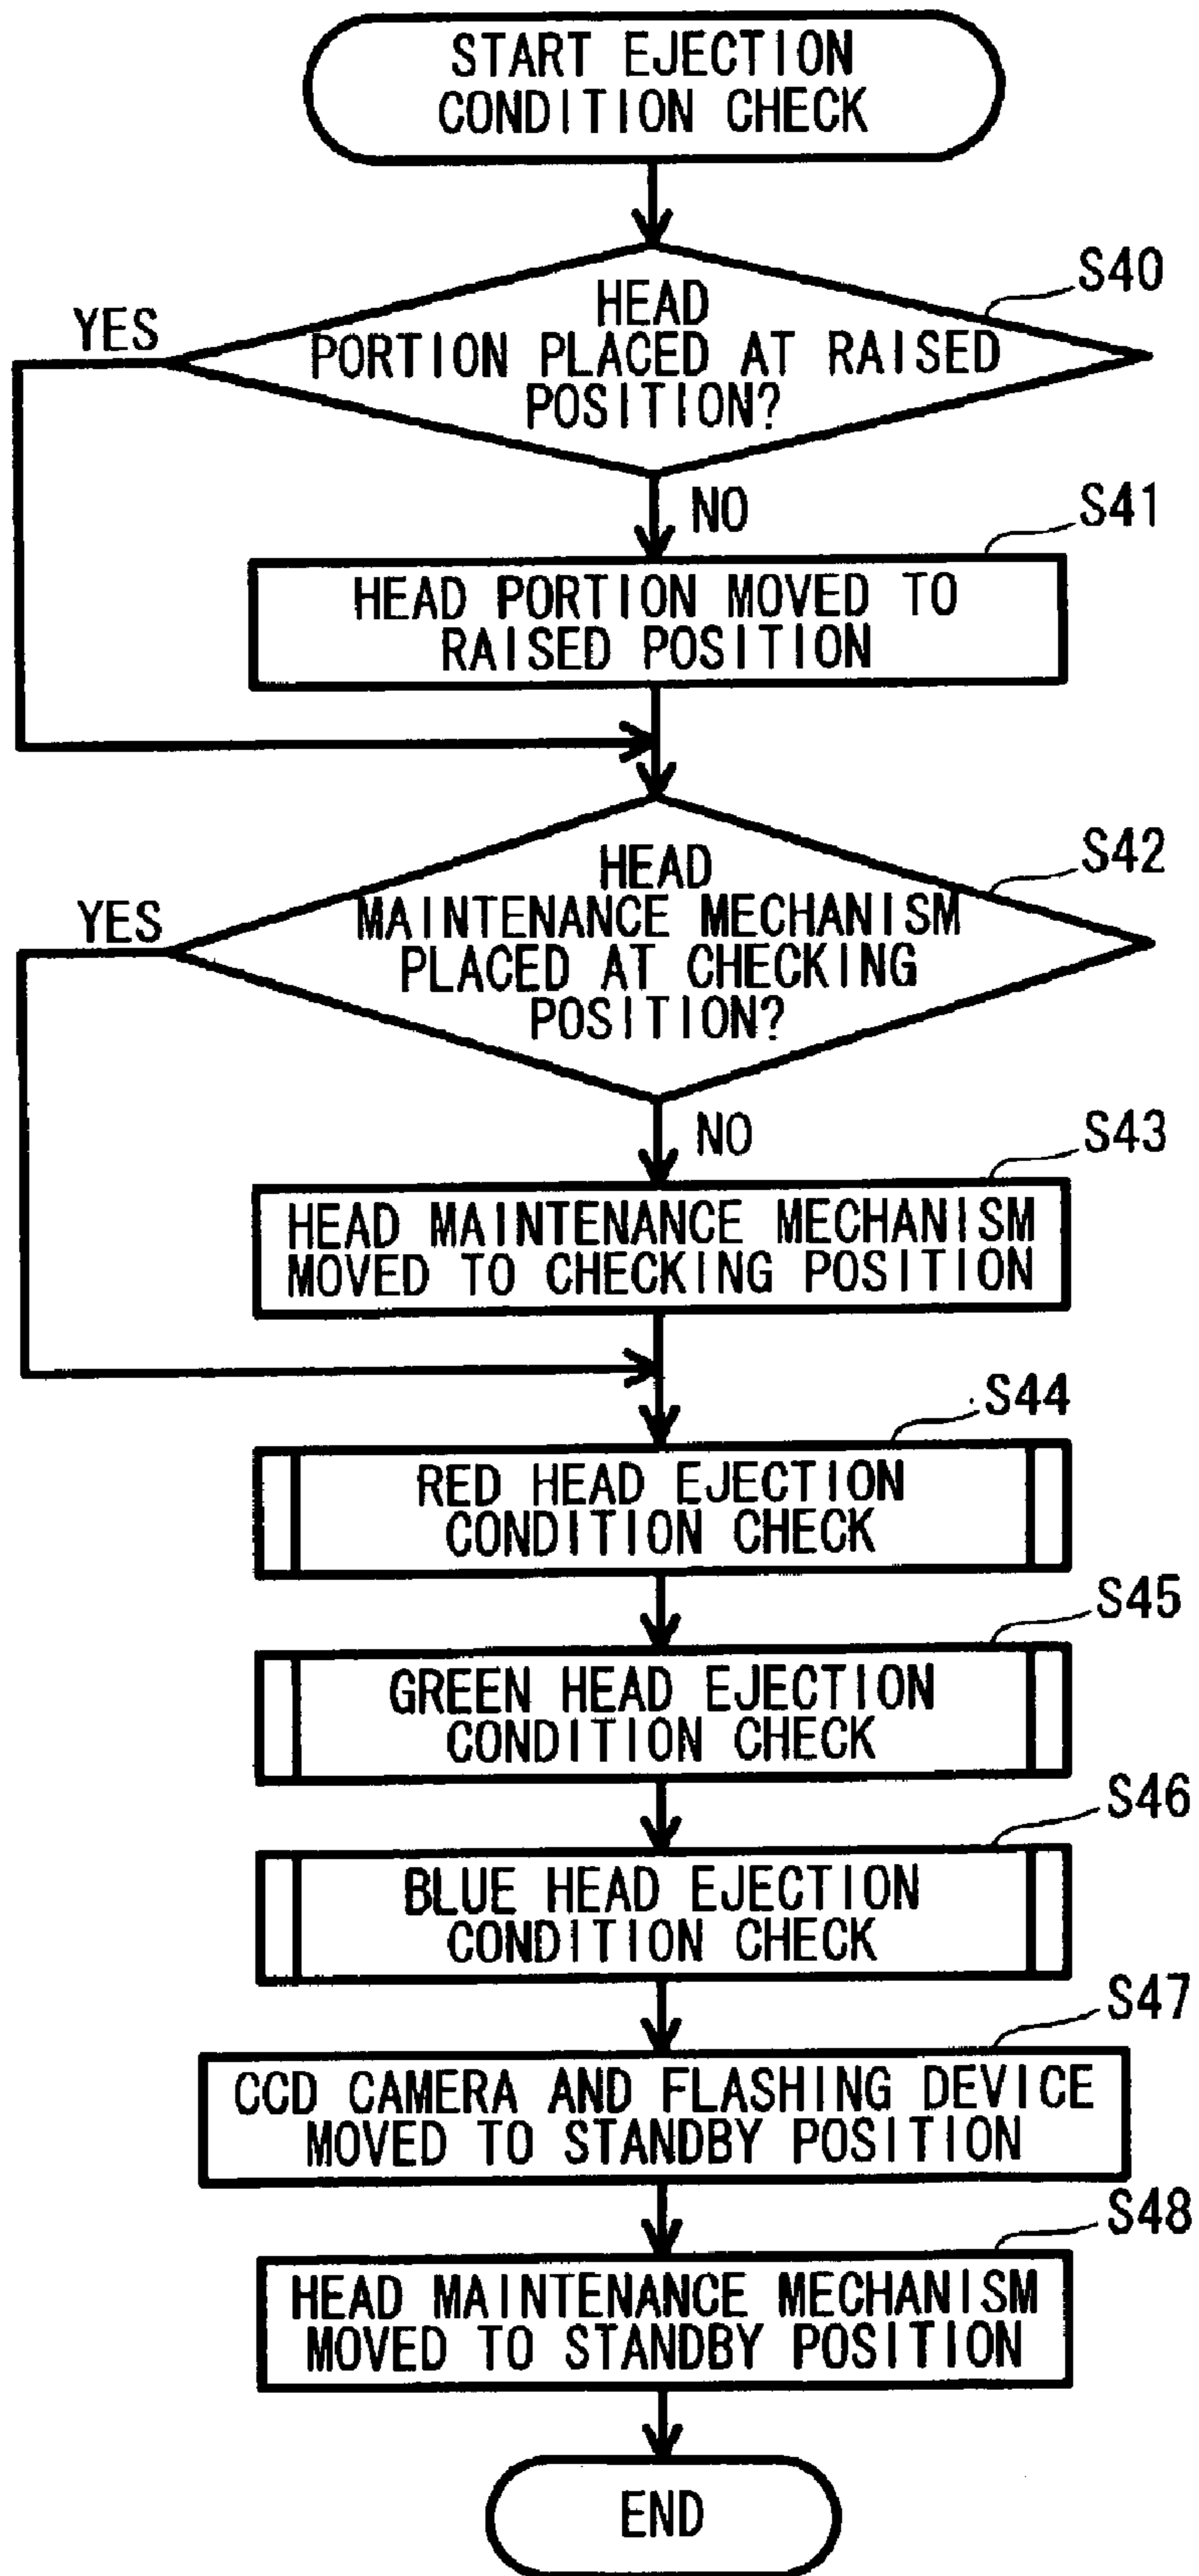 START EJECTION
CONDITION CHECK
S40
YES
HEAD
PORTION PLACED AT RAISED
POSITION?
NO
S41
HEAD PORTION MOVED TO
RAISED POSITION
S42
YES
HEAD
MAINTENANCE MECHANISM
PLACED AT CHECKING
POSITION?
NO
S43
HEAD MAINTENANCE MECHANISM
MOVED TO CHECKING POSITION
S44
RED HEAD EJECTION
CONDITION CHECK
S45
GREEN HEAD EJECTION
CONDITION CHECK
S46
BLUE HEAD EJECTION
CONDITION CHECK
S47
CCD CAMERA AND FLASHING DEVICE
MOVED TO STANDBY POSITION
S48
HEAD MAINTENANCE MECHANISM
MOVED TO STANDBY POSITION
END